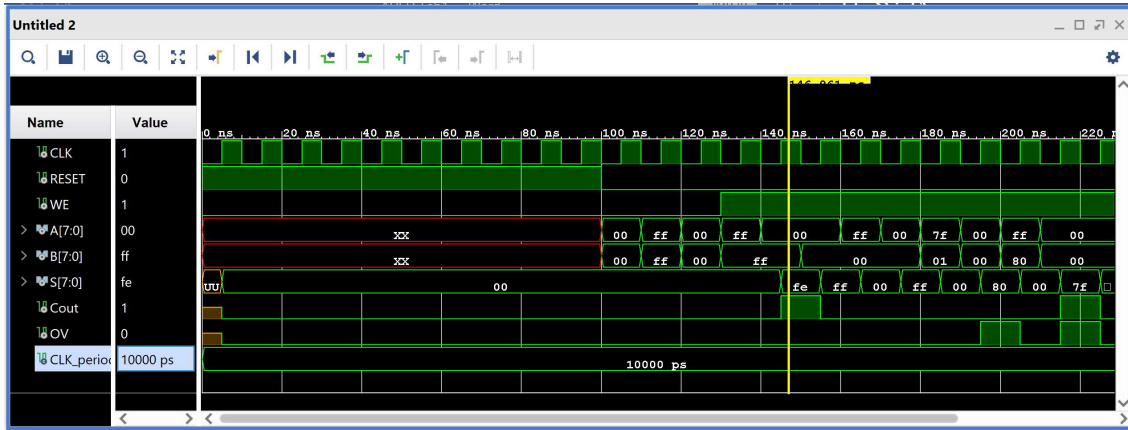 Untitled 2
Name Value
0 ns 20 ns 40 ns 60 ns 80 ns 100 ns 120 ns 140 ns 160 ns 180 ns 200 ns 220
CLK 1
RESET 0
WE 1
A[7:0] 00 XX 00 ff 00 ff 00 ff 00 7f 00 ff 00
B[7:0] ff XX 00 ff 00 ff 00 01 00 80 00
S[7:0] fe UU 00 fe ff 00 ff 00 80 00 7f
Cout 1
OV 0
CLK_perio 10000 ps 10000 ps